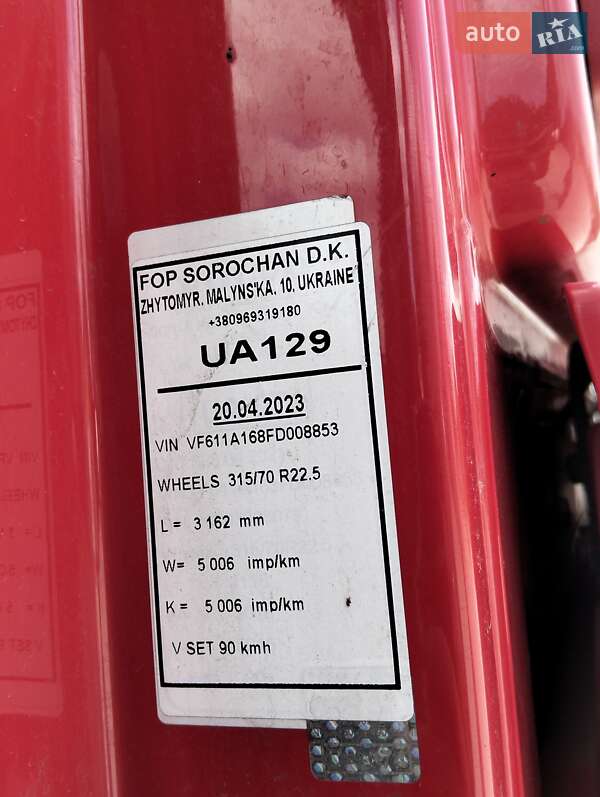 auto RIA .com
FOP SOROCHAN D.K.
ZHYTOMYR, MALYNS'KA, 10, UKRAINE
+380969319180
UA129
20.04.2023
VIN VF611A168FD008853
WHEELS 315/70 R22.5
L = 3 162 mm
W= 5 006 imp/km
K = 5 006 imp/km
V SET 90 kmh